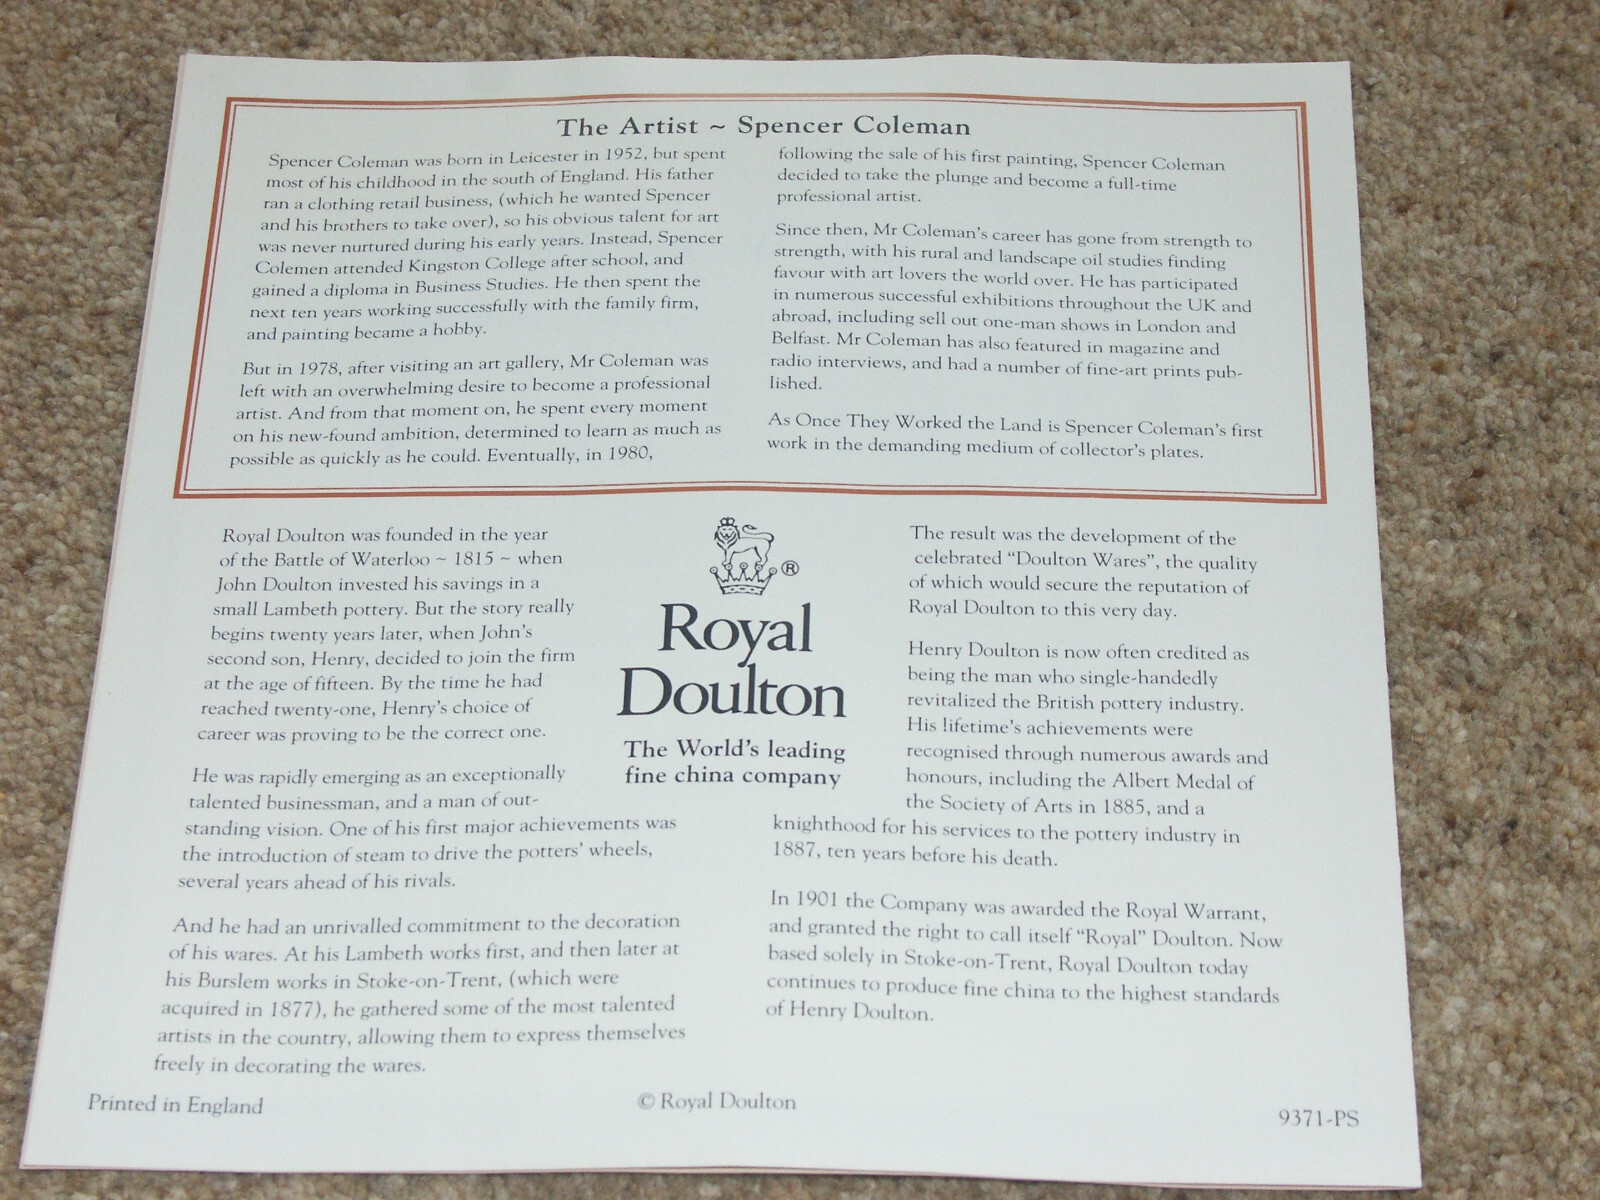 The Artist ~ Spencer Coleman
Spencer Coleman was born in Leicester in 1952, but spent
most of his childhood in the south of England. His father
ran a clothing retail business, (which he wanted Spencer
and his brothers to take over), so his obvious talent for art
was never nurtured during his early years. Instead, Spencer
Colemen attended Kingston College after school, and
gained a diploma in Business Studies. He then spent the
next ten years working successfully with the family firm,
and painting became a hobby.
But in 1978, after visiting an art gallery, Mr Coleman was
left with an overwhelming desire to become a professional
artist. And from that moment on, he spent every moment
on his new-found ambition, determined to learn as much as
possible as quickly as he could. Eventually, in 1980,
following the sale of his first painting, Spencer Coleman
decided to take the plunge and become a full-time
professional artist.
Since then, Mr Coleman's career has gone from strength to
strength, with his rural and landscape oil studies finding
favour with art lovers the world over. He has participated
in numerous successful exhibitions throughout the UK and
abroad, including sell out one-man shows in London and
Belfast. Mr Coleman has also featured in magazine and
radio interviews, and had a number of fine-art prints pub-
lished.
As Once They Worked the Land is Spencer Coleman's first
work in the demanding medium of collector's plates.
Royal Doulton was founded in the year
of the Battle of Waterloo ~ 1815 ~ when
John Doulton invested his savings in a
small Lambeth pottery. But the story really
begins twenty years later, when John's
second son, Henry, decided to join the firm
at the age of fifteen. By the time he had
reached twenty-one, Henry's choice of
career was proving to be the correct one.
He was rapidly emerging as an exceptionally
talented businessman, and a man of out-
standing vision. One of his first major achievements was
the introduction of steam to drive the potters' wheels,
several years ahead of his rivals.
And he had an unrivalled commitment to the decoration
of his wares. At his Lambeth works first, and then later at
his Burslem works in Stoke-on-Trent, (which were
acquired in 1877), he gathered some of the most talented
artists in the country, allowing them to express themselves
freely in decorating the wares.
®
Royal
Doulton
The World's leading
fine china company
The result was the development of the
celebrated "Doulton Wares", the quality
of which would secure the reputation of
Royal Doulton to this very day.
Henry Doulton is now often credited as
being the man who single-handedly
revitalized the British pottery industry.
His lifetime's achievements were
recognised through numerous awards and
honours, including the Albert Medal of
the Society of Arts in 1885, and a
knighthood for his services to the pottery industry in
1887, ten years before his death.
In 1901 the Company was awarded the Royal Warrant,
and granted the right to call itself "Royal" Doulton. Now
based solely in Stoke-on-Trent, Royal Doulton today
continues to produce fine china to the highest standards
of Henry Doulton.
Printed in England
© Royal Doulton
9371-PS